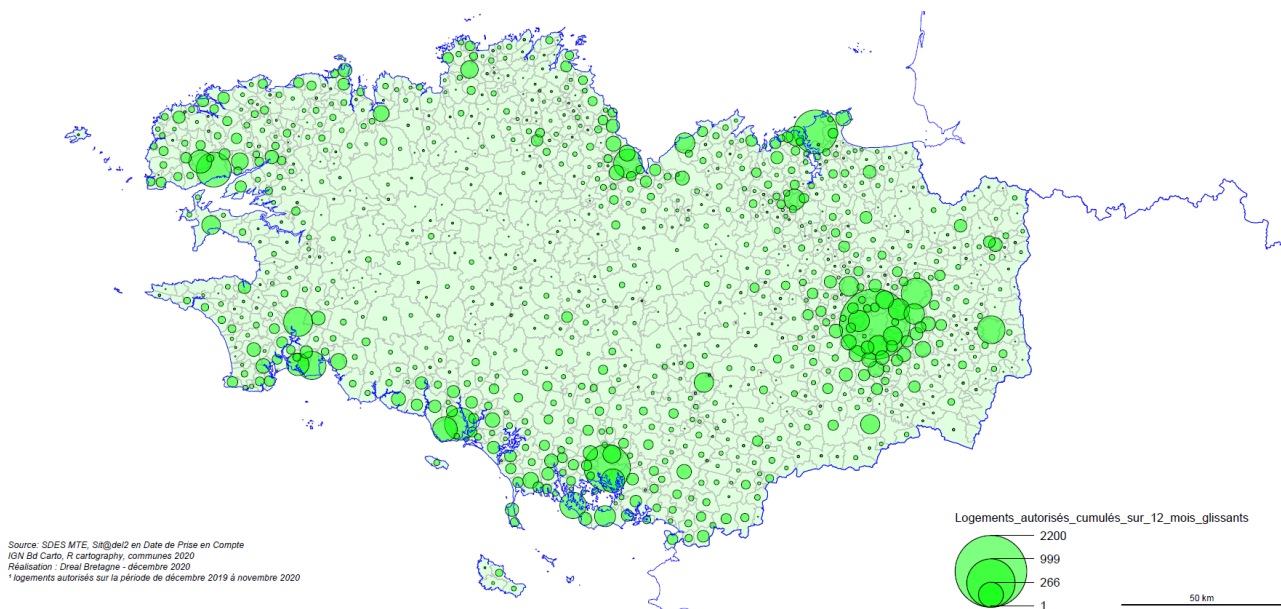 Logements_autorisés_cumulés_sur_12_mois_glissants
2200
999
266
1
50 km
Source: SDES MTE, Sit@del2 en Date de Prise en Compte
IGN Bd Carto, R cartography, communes 2020
Réalisation : Dreal Bretagne - décembre 2020
¹ logements autorisés sur la période de décembre 2019 à novembre 2020